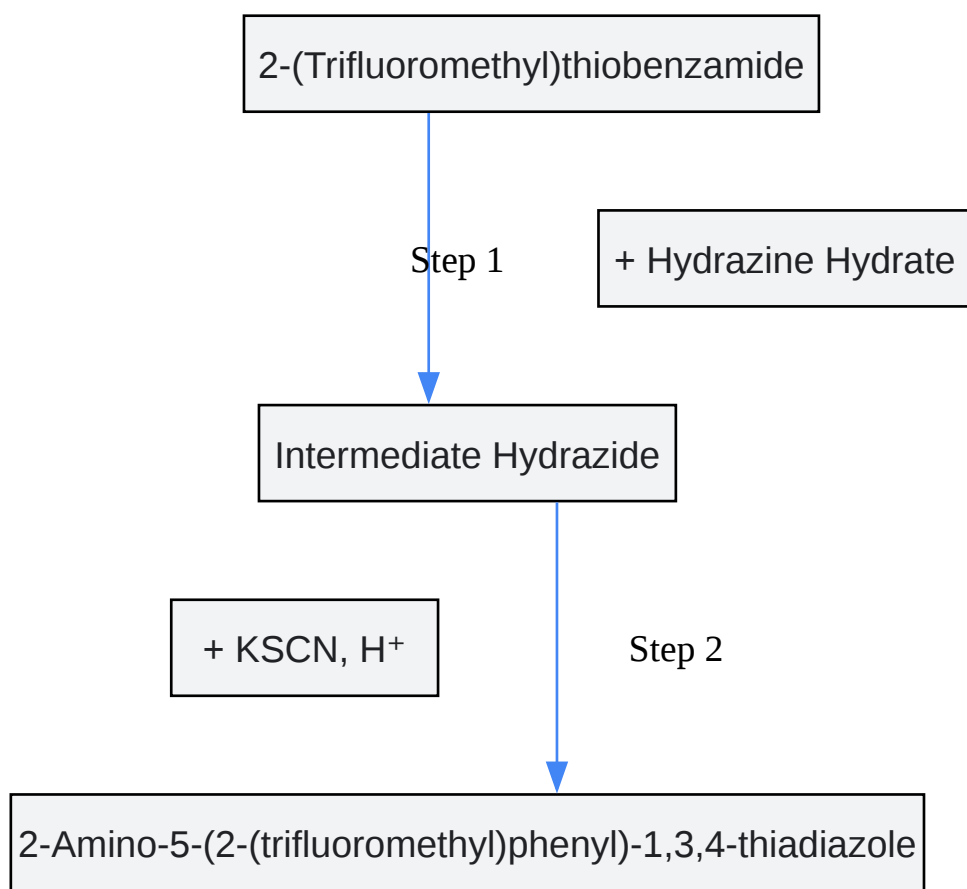 2-(Trifluoromethyl)thiobenzamide
Step 1
+ Hydrazine Hydrate
Intermediate Hydrazide
+ KSCN, H⁺
Step 2
2-Amino-5-(2-(trifluoromethyl)phenyl)-1,3,4-thiadiazole